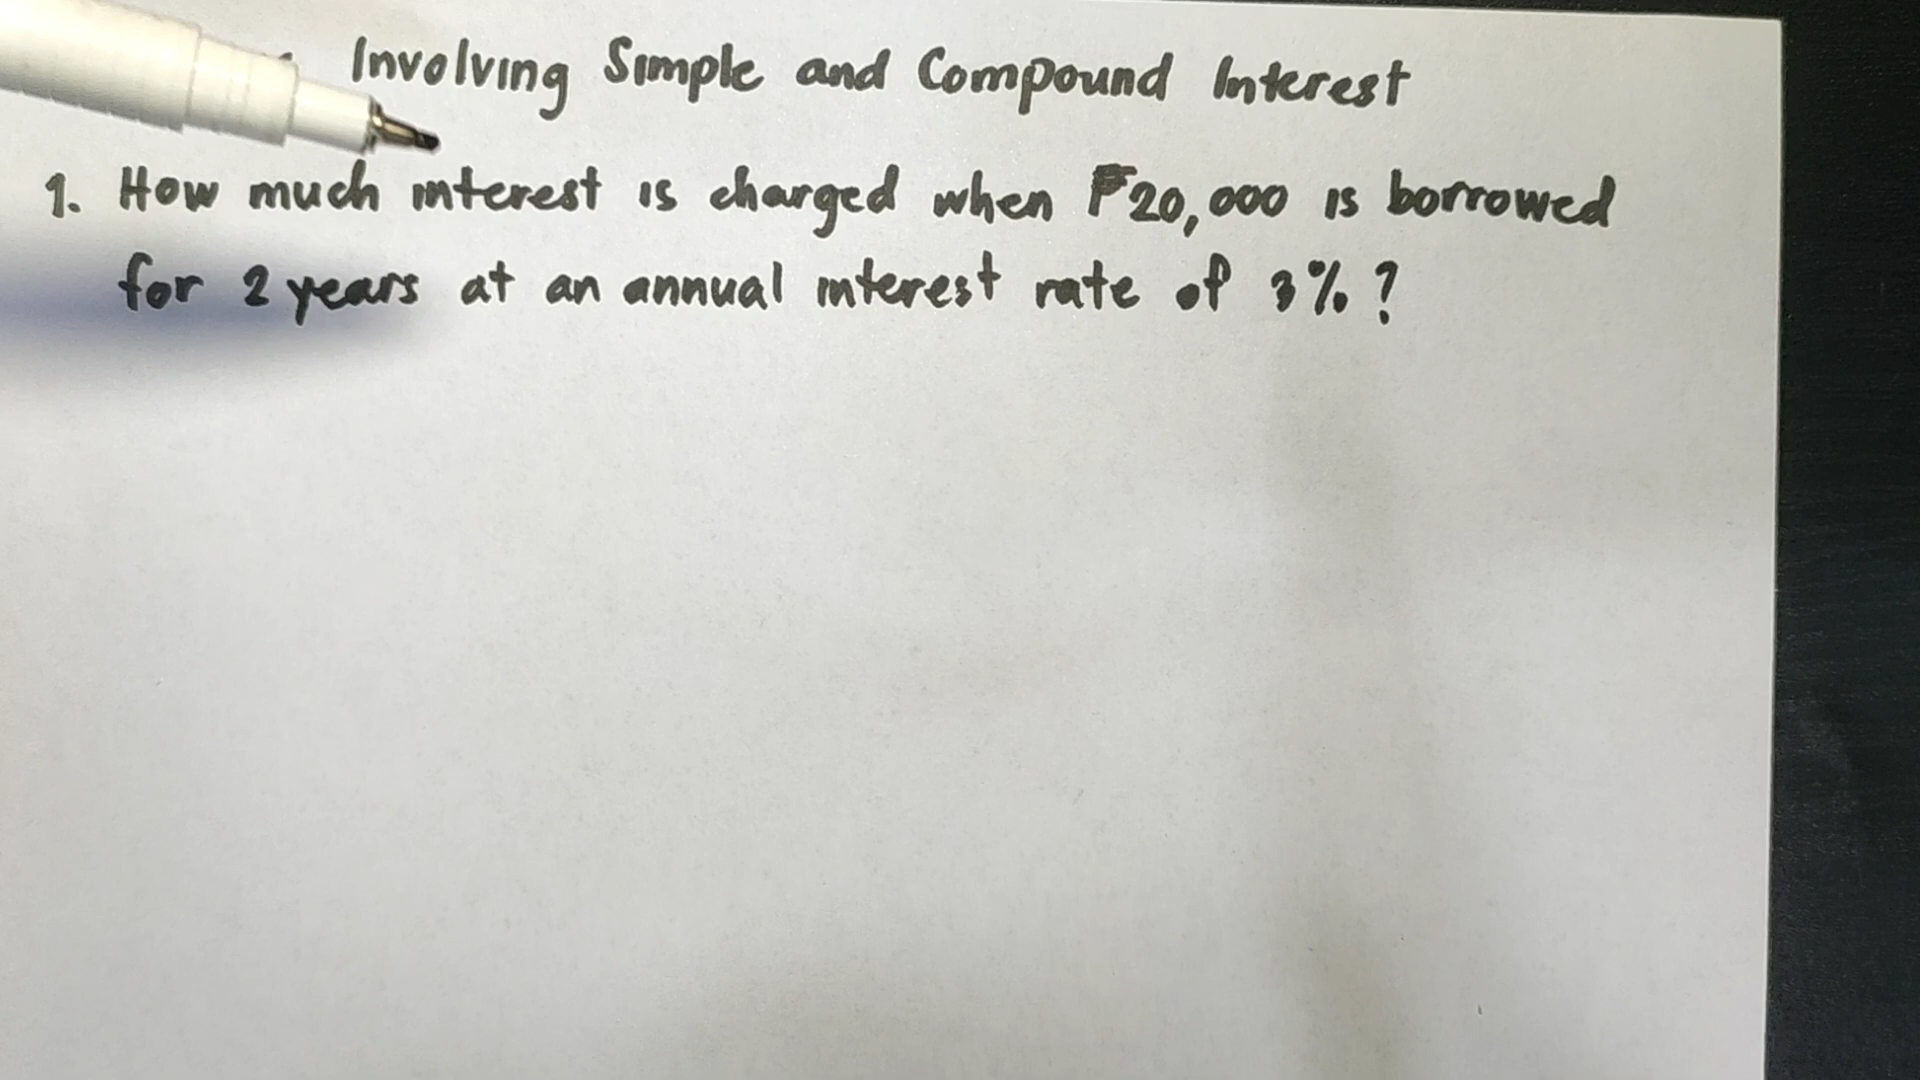 Involving Simple and Compound Interest
1. How much interest is charged when ₱20,000 is borrowed
for 2 years at an annual interest rate of 3%?